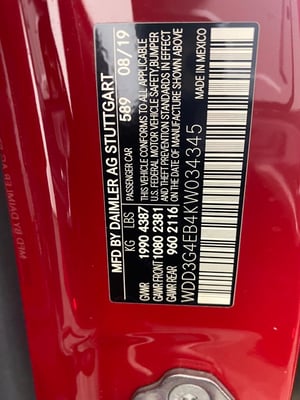 MFD BY DAIMLER AG STUTTGART
PASSENGER CAR 589 08/19
KG LBS
GVWR 1990 4387
GAWR FRONT 1080 2381
GAWR REAR 960 2116
THIS VEHICLE CONFORMS TO ALL APPLICABLE
U.S. FEDERAL MOTOR VEHICLE SAFETY, BUMPER
AND THEFT PREVENTION STANDARDS IN EFFECT
ON THE DATE OF MANUFACTURE SHOWN ABOVE.
WDD3G4EB4KW034345
MADE IN MEXICO